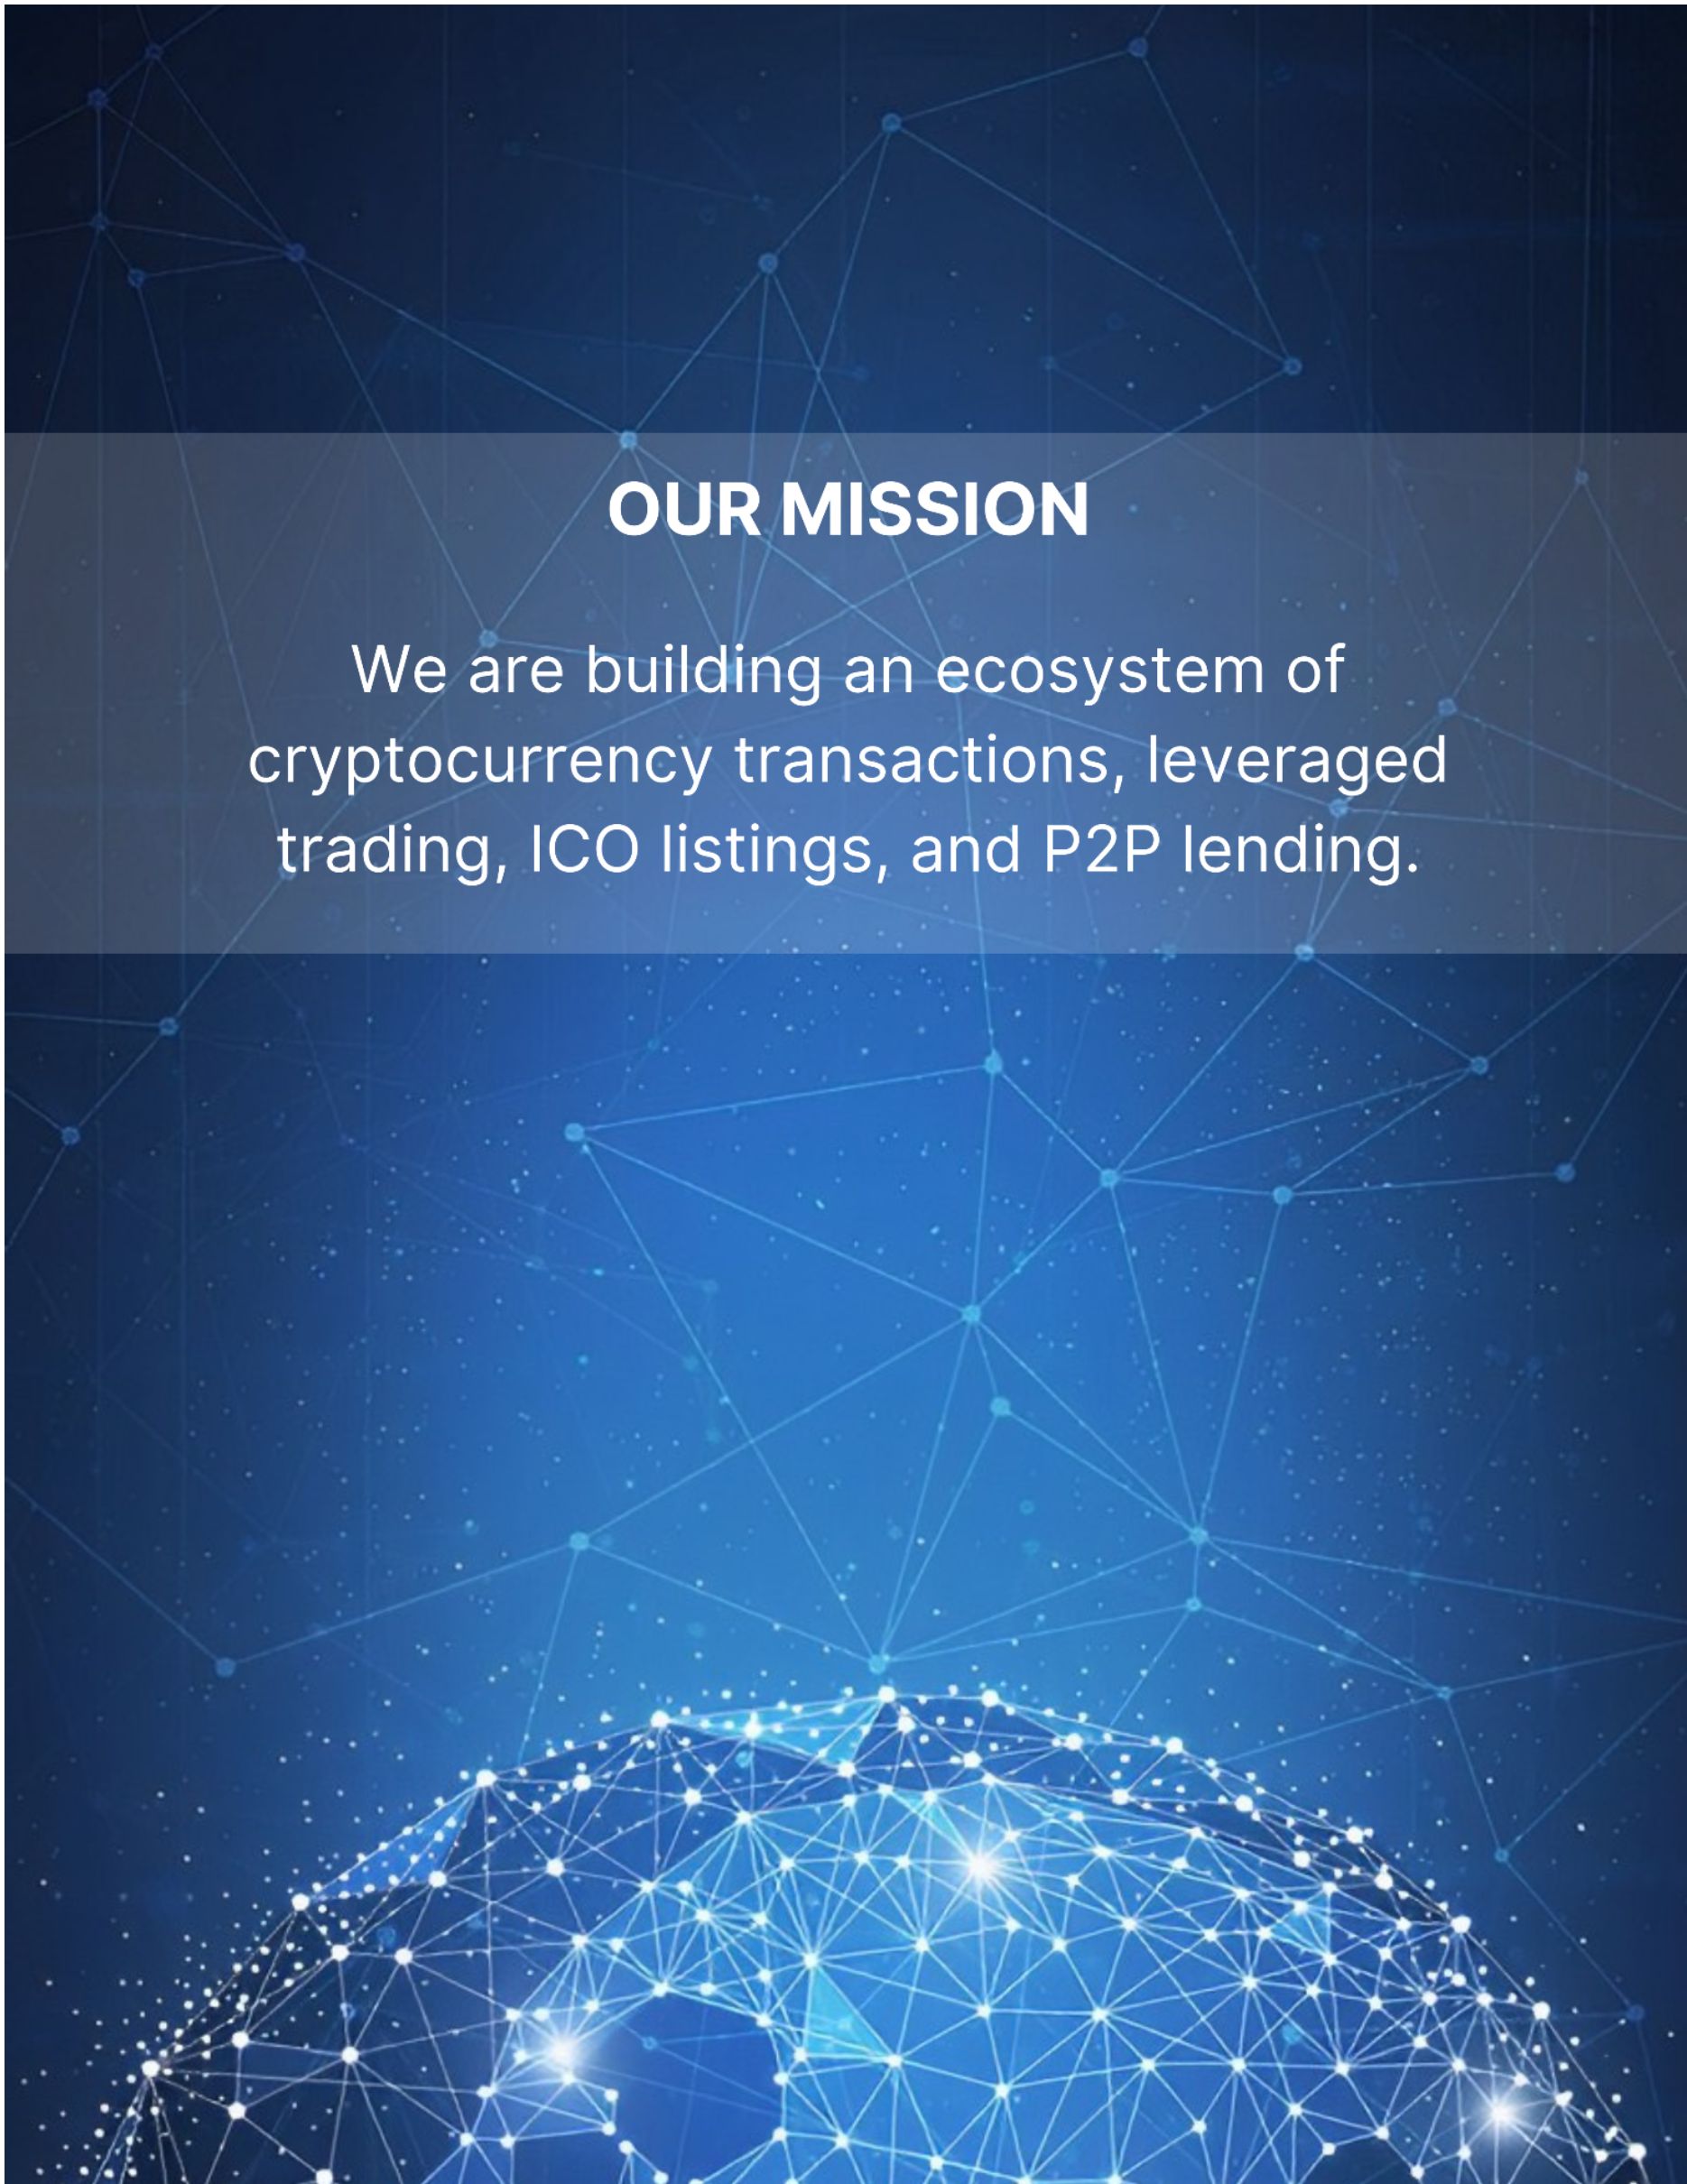 OUR MISSION
We are building an ecosystem of
cryptocurrency transactions, leveraged
trading, ICO listings, and P2P lending.